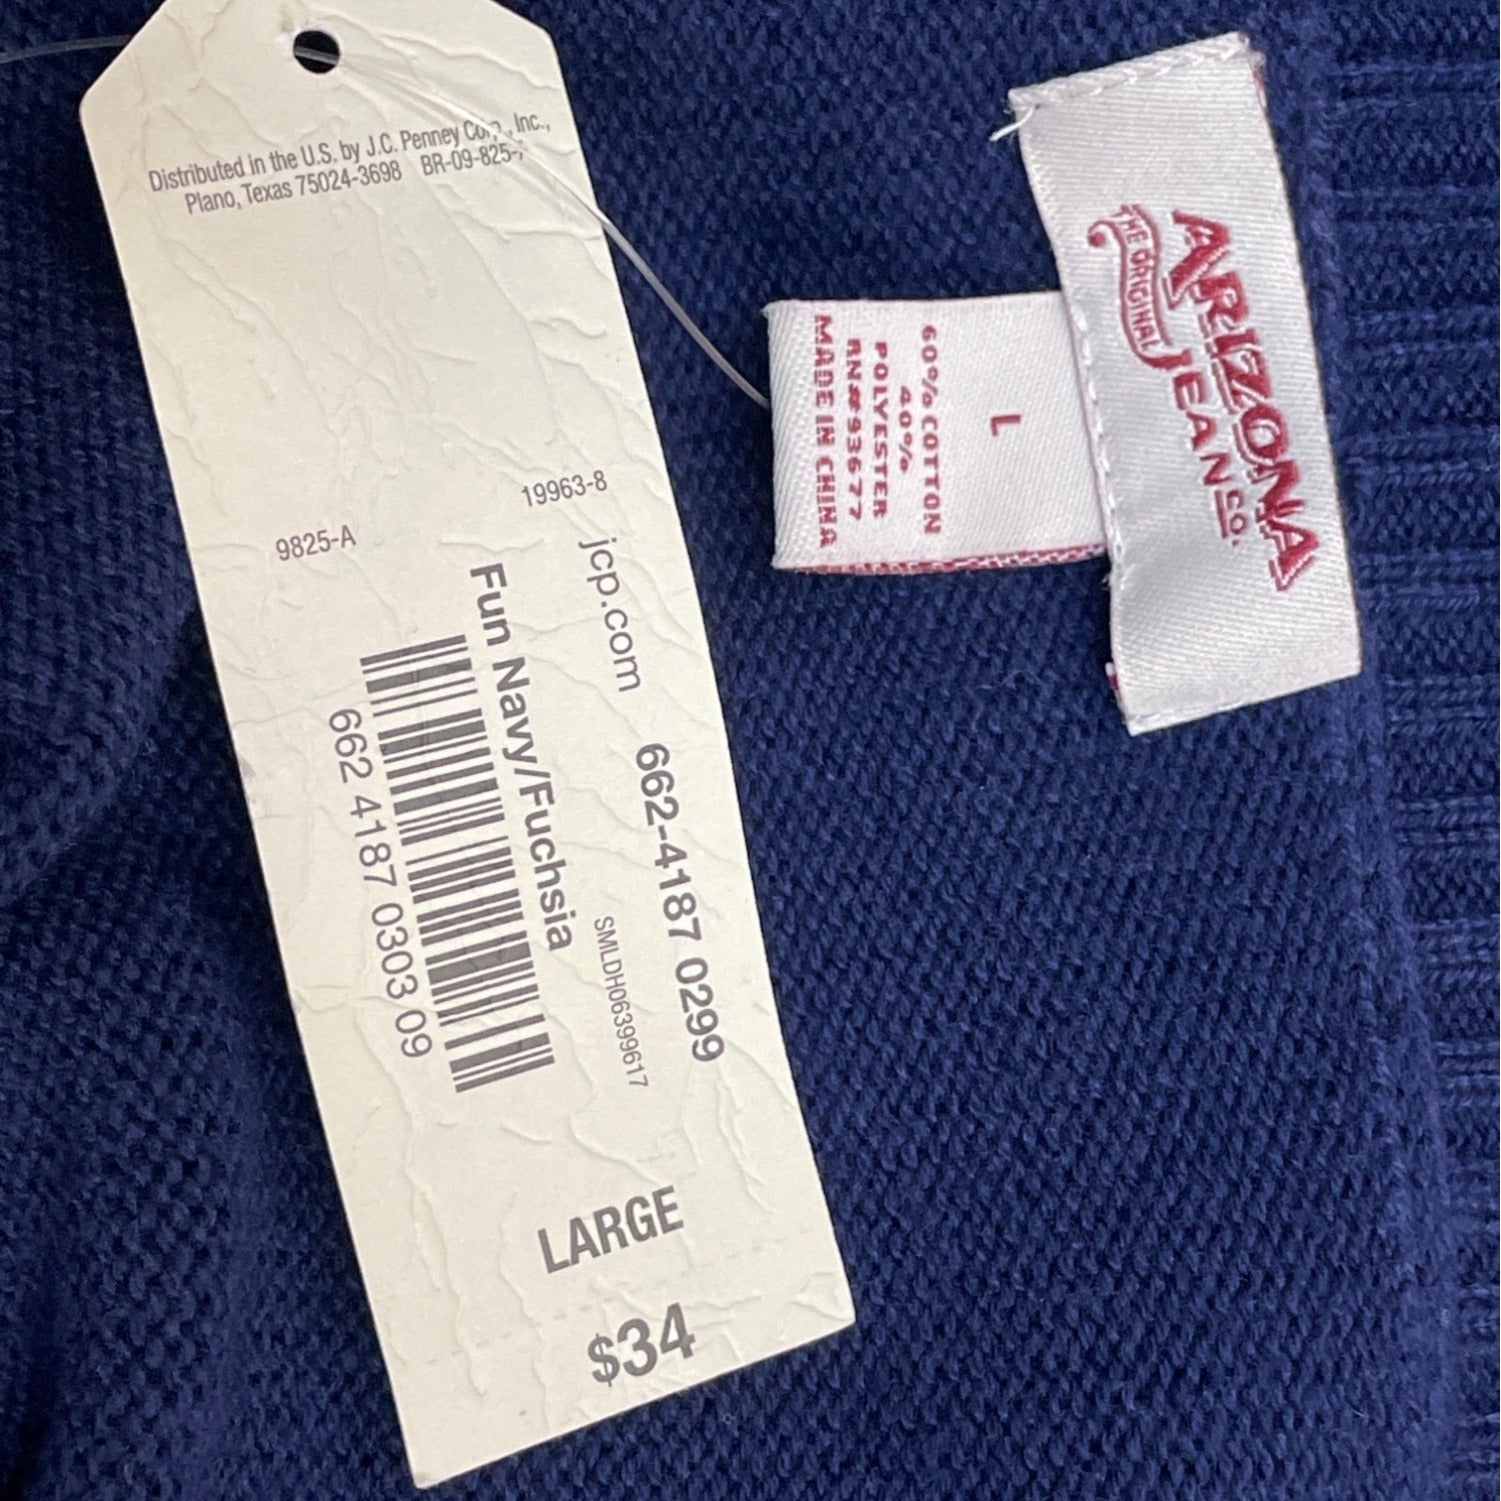 Distributed in the U.S. by J.C. Penney Corp., Inc.,
Plano, Texas 75024-3698 BR-09-825-
19963-8
9825-A
jcp.com 662-4187 0299
SMLDH06399617
Fun Navy/Fuchsia
662 4187 0303 09
LARGE
$34
ARIZONA
THE ORIGINAL JEAN CO.
L
60% COTTON
40%
POLYESTER
RN#93677
MADE IN CHINA